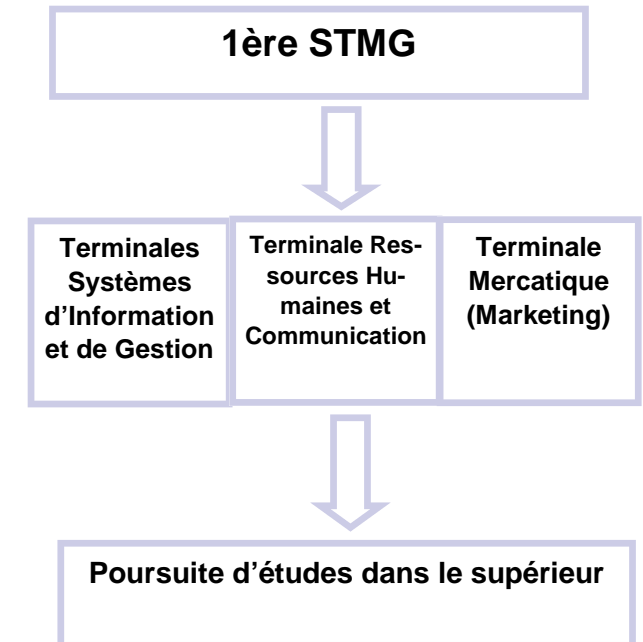 1ère STMG
Terminales
Systèmes
d’Information
et de Gestion
Terminale Res-
sources Hu-
maines et
Communication
Terminale
Mercatique
(Marketing)
Poursuite d’études dans le supérieur